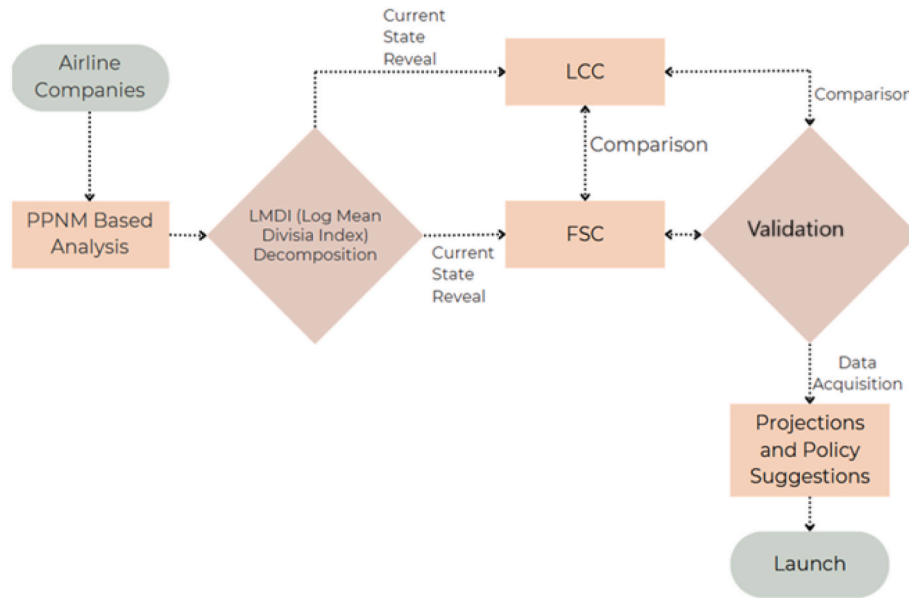 Airline
Companies
PPNM Based
Analysis
LMDI (Log Mean
Divisia Index)
Decomposition
Current
State
Reveal
LCC
Comparison
Current
State
Reveal
FSC
Comparison
Validation
Data
Acquisition
Projections
and Policy
Suggestions
Launch